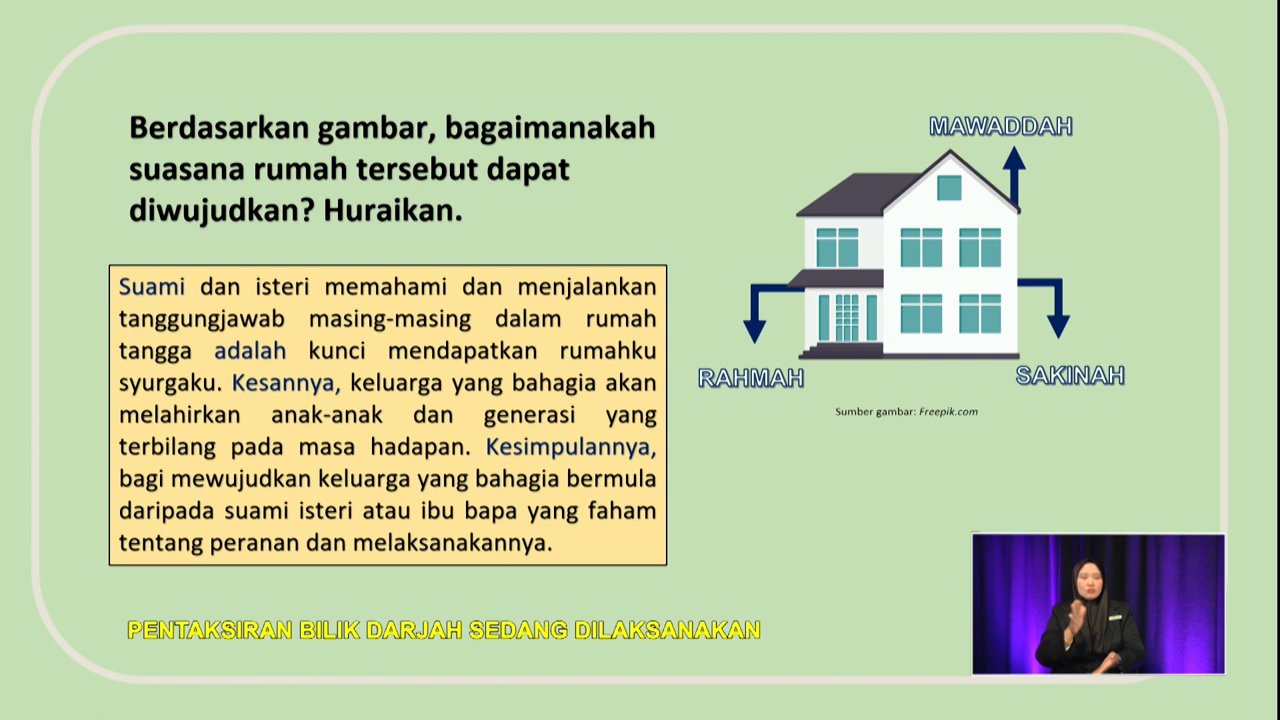 Berdasarkan gambar, bagaimanakah
suasana rumah tersebut dapat
diwujudkan? Huraikan.
Suami dan isteri memahami dan menjalankan
tanggungjawab masing-masing dalam rumah
tangga adalah kunci mendapatkan rumahku
syurgaku. Kesannya, keluarga yang bahagia akan
melahirkan anak-anak dan generasi yang
terbilang pada masa hadapan. Kesimpulannya,
bagi mewujudkan keluarga yang bahagia bermula
daripada suami isteri atau ibu bapa yang faham
tentang peranan dan melaksanakannya.
MAWADDAH
RAHMAH
SAKINAH
Sumber gambar: Freepik.com
PENTAKSIRAN BILIK DARJAH SEDANG DILAKSANAKAN